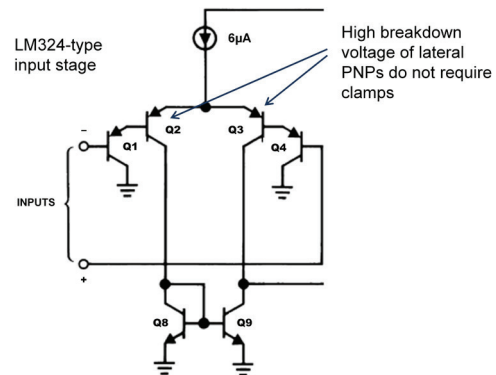 LM324-type
input stage
6µA
High breakdown
voltage of lateral
PNPs do not require
clamps
Q2
Q3
Q1
Q4
−
INPUTS
+
Q8
Q9